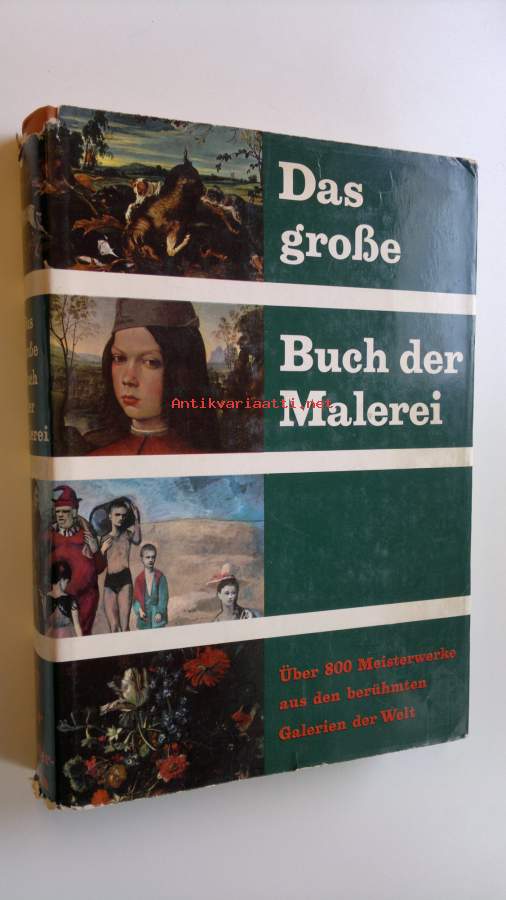 Das
große
Buch der
Malerei
Über 800 Meisterwerke
aus den berühmten
Galerien der Welt
Antikvariaatti.net